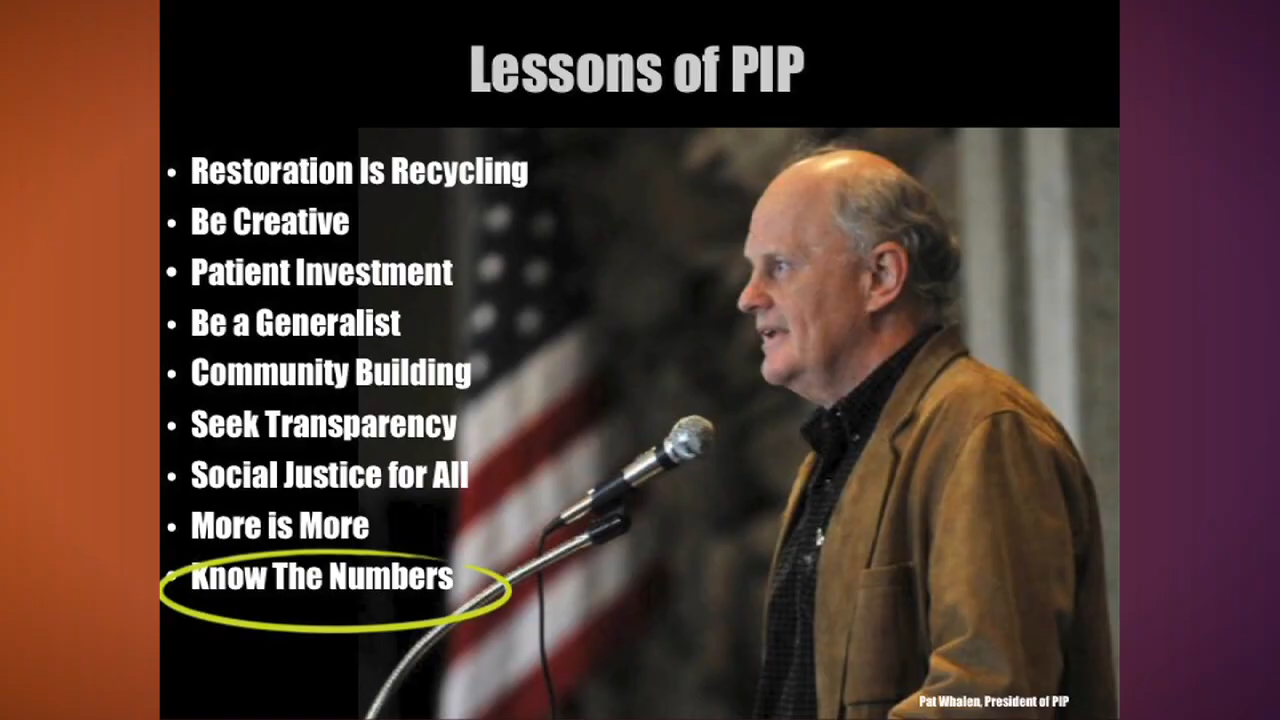 Lessons of PIP
• Restoration Is Recycling
• Be Creative
• Patient Investment
• Be a Generalist
• Community Building
• Seek Transparency
• Social Justice for All
• More is More
• Know The Numbers
Pat Whalen, President of PIP